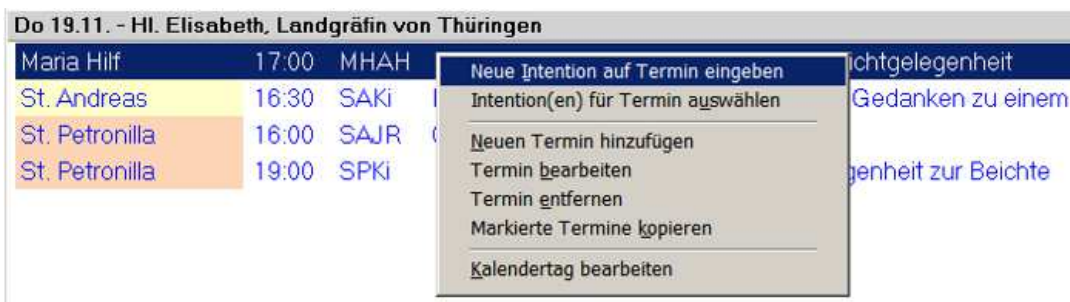 Do 19.11. - Hl. Elisabeth, Landgräfin von Thüringen
Maria Hilf 17:00 MHAH
St. Andreas 16:30 SAKi Gedanken zu einem
St. Petronilla 16:00 SAJR
St. Petronilla 19:00 SPKi zur Beichte
Neue Intention auf Termin eingeben
Intention(en) für Termin auswählen
Neuen Termin hinzufügen
Termin bearbeiten
Termin entfernen
Markierte Termine kopieren
Kalendertag bearbeiten